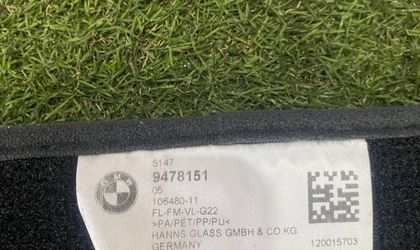 5147
9478151
05
106480-11
FL-FM-VL-G22
>PA/PET/PP/PU<
HANNS GLASS GMBH & CO KG
GERMANY
120015703